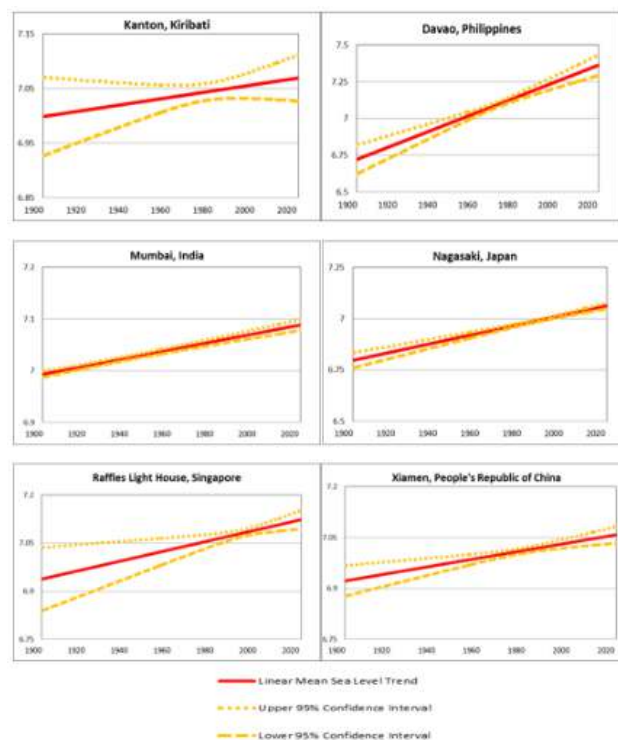 Kanton, Kiribati
7.15
7.05
6.95
6.85
1900 1920 1940 1960 1980 2000 2020
Davao, Philippines
7.5
7.25
7
6.75
6.5
1900 1920 1940 1960 1980 2000 2020
Mumbai, India
7.2
7.1
7
6.9
1900 1920 1940 1960 1980 2000 2020
Nagasaki, Japan
7.25
7
6.75
6.5
1900 1920 1940 1960 1980 2000 2020
Raffles Light House, Singapore
7.2
7.05
6.9
6.75
1900 1920 1940 1960 1980 2000 2020
Xiamen, People's Republic of China
7.2
7.05
6.9
6.75
1900 1920 1940 1960 1980 2000 2020
Linear Mean Sea Level Trend
Upper 95% Confidence Interval
Lower 95% Confidence Interval